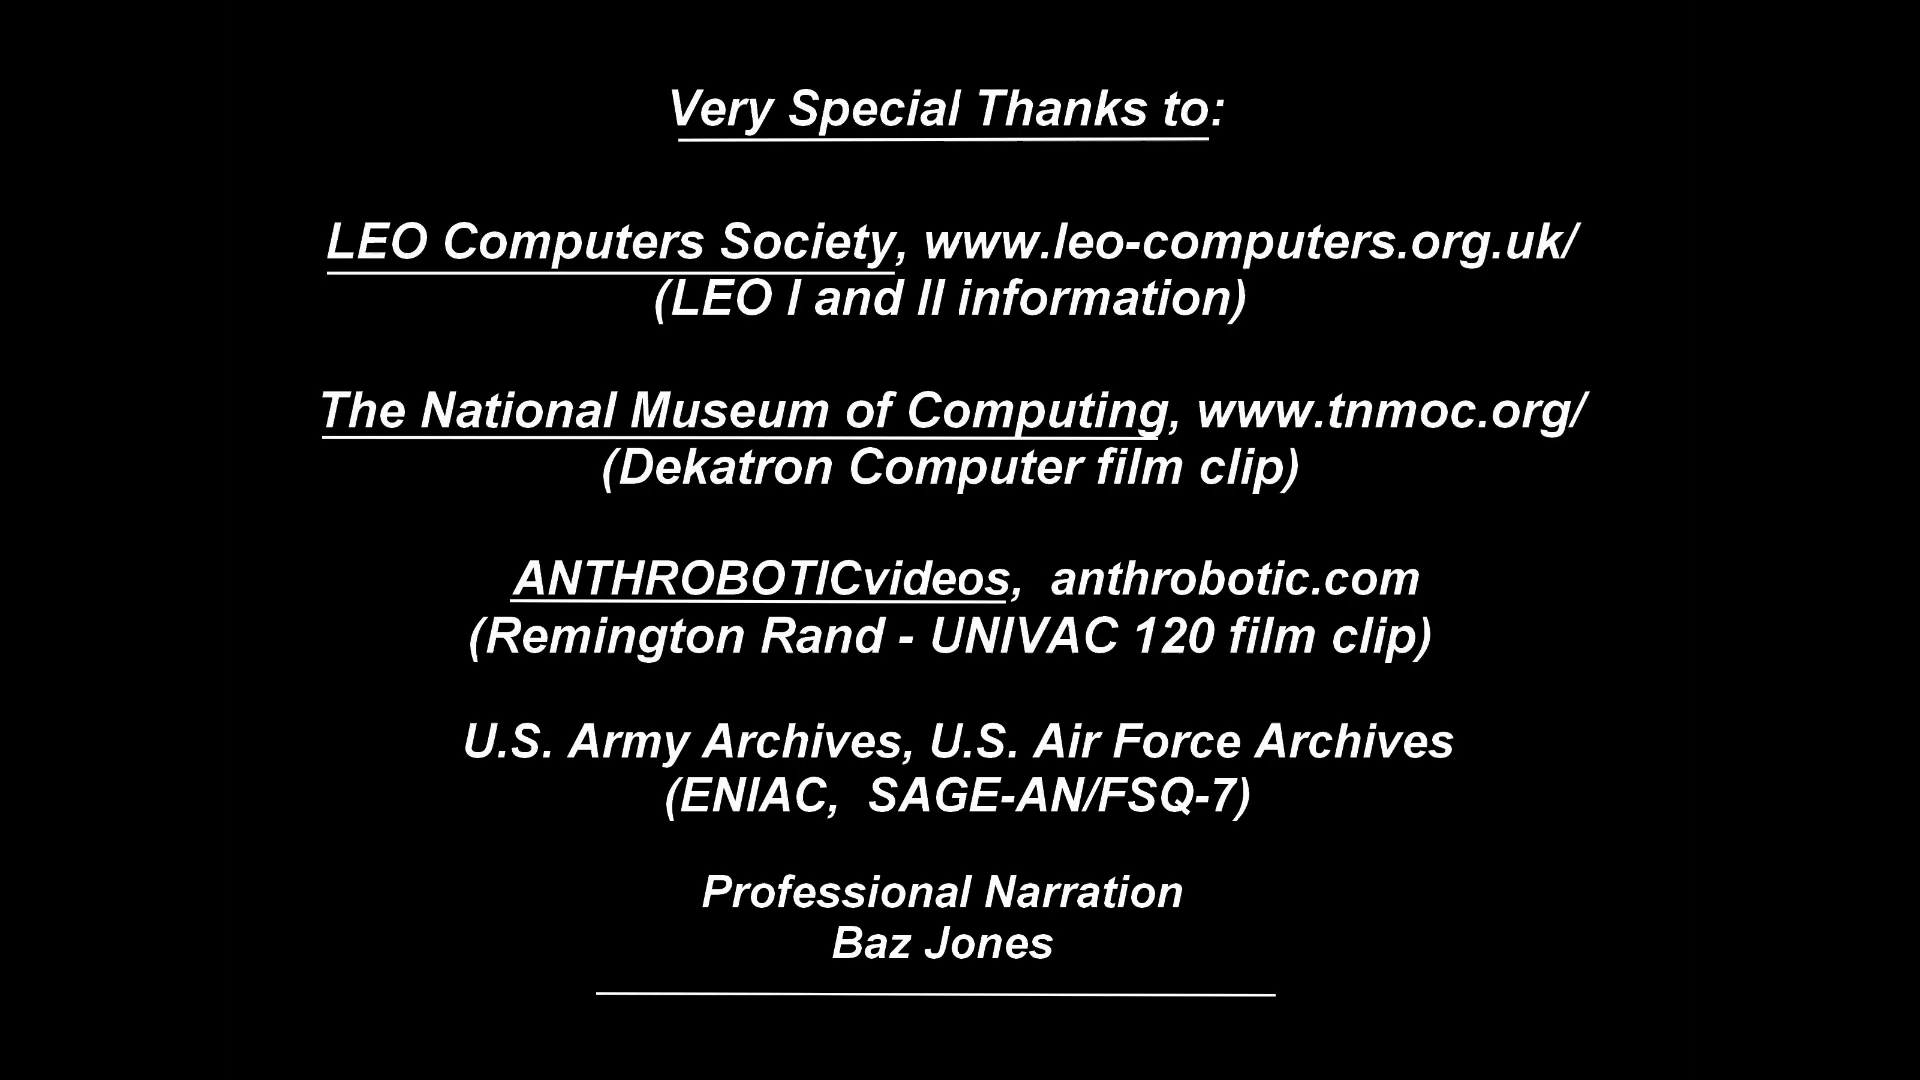 Very Special Thanks to:
LEO Computers Society, www.leo-computers.org.uk/
(LEO I and II information)
The National Museum of Computing, www.tnmoc.org/
(Dekatron Computer film clip)
ANTHROBOTICvideos,  anthrobotic.com
(Remington Rand - UNIVAC 120 film clip)
U.S. Army Archives, U.S. Air Force Archives
(ENIAC,  SAGE-AN/FSQ-7)
Professional Narration
Baz Jones